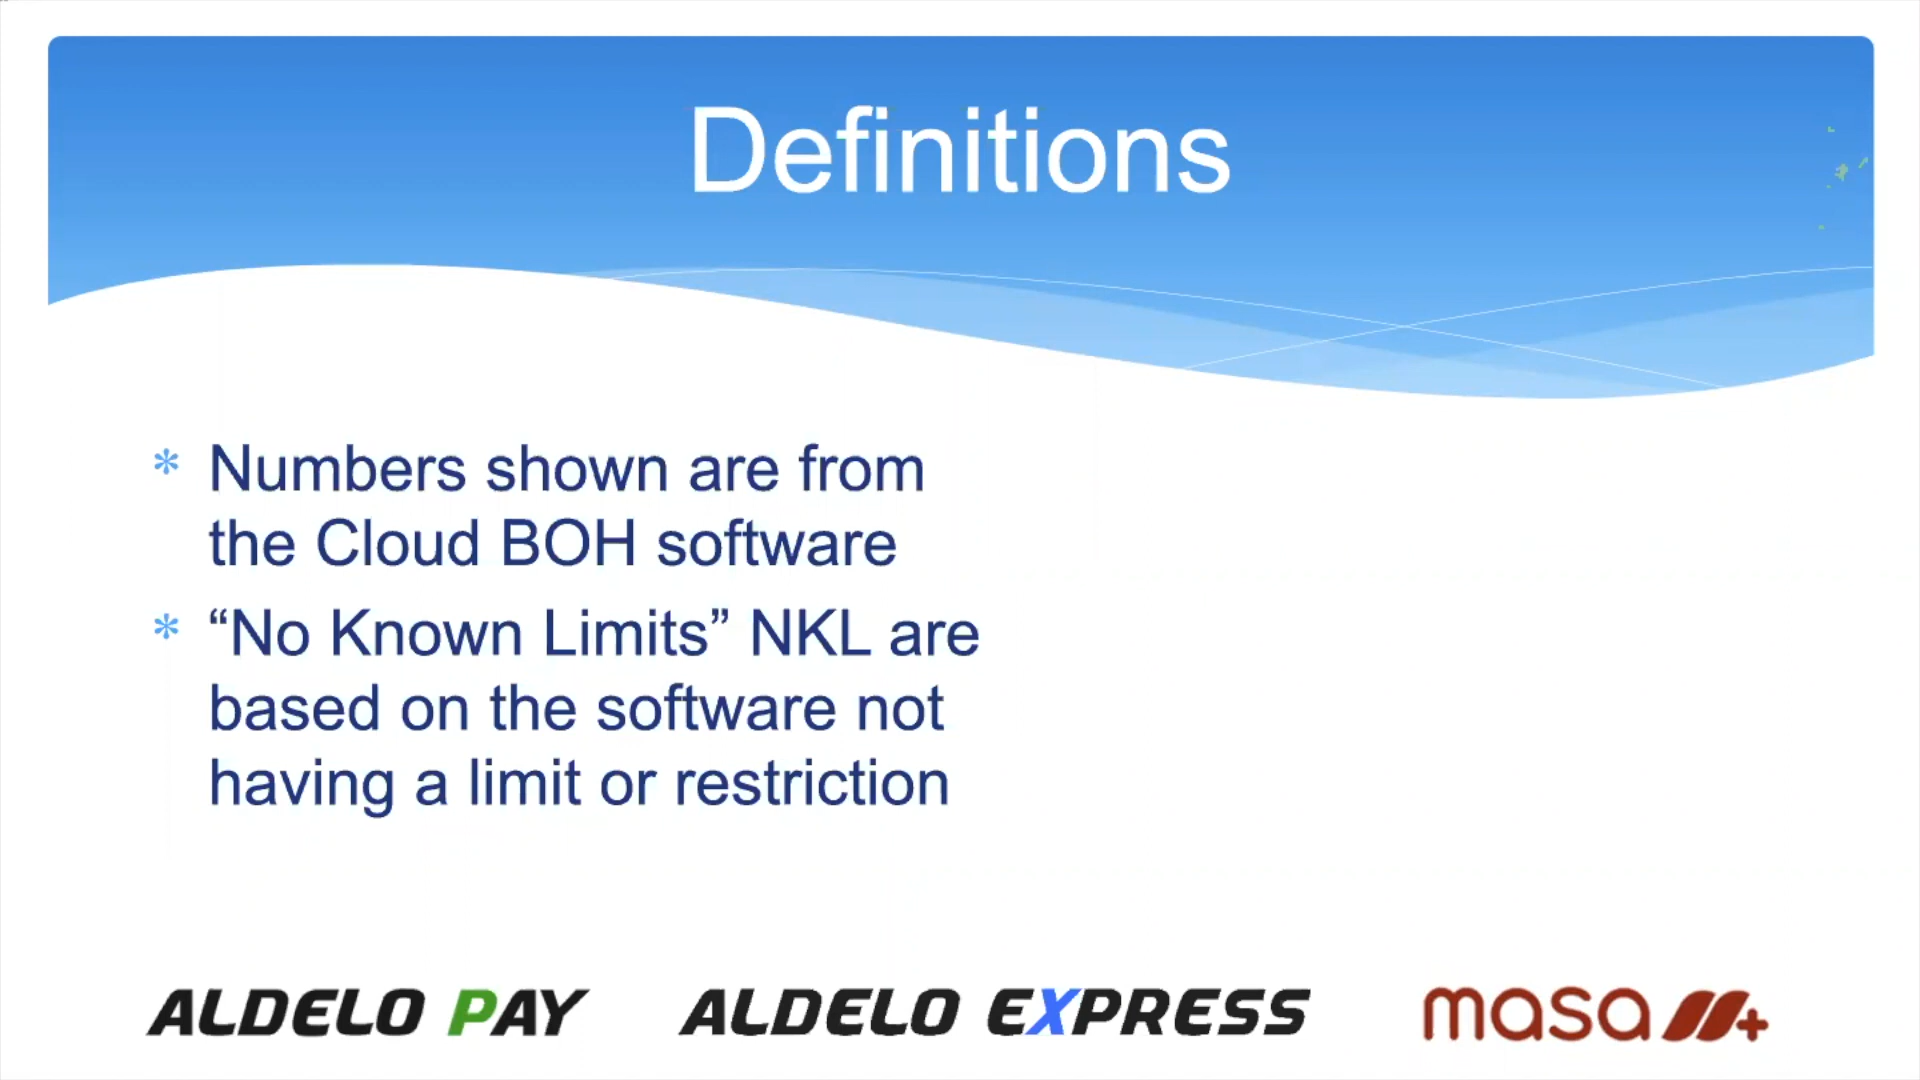 Definitions
* Numbers shown are from
the Cloud BOH software
* “No Known Limits” NKL are
based on the software not
having a limit or restriction
ALDELO PAY ALDELO EXPRESS masa